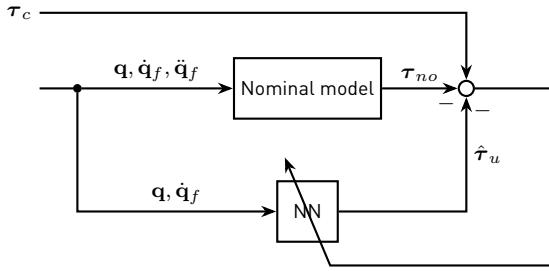 τ_c
q, q̇_f, q̈_f
Nominal model
τ_no
−
−
τ̂_u
q, q̇_f
NN